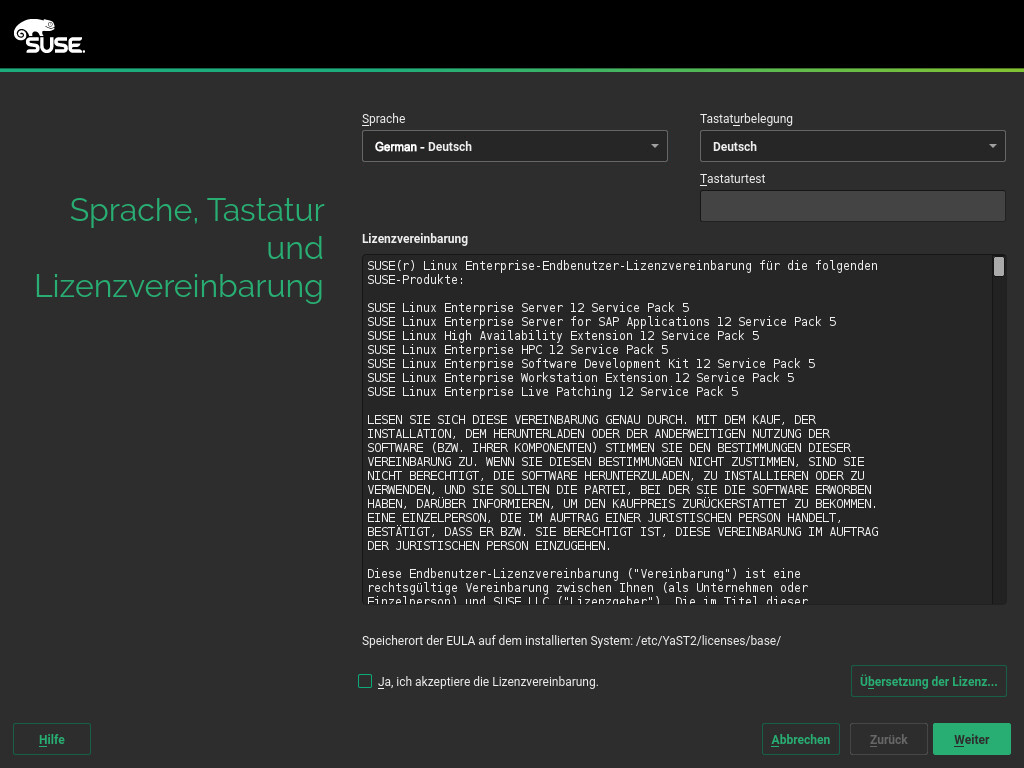 SUSE.
Sprache
Tastaturbelegung
German - Deutsch
Deutsch
Tastaturtest
Sprache, Tastatur
und
Lizenzvereinbarung
Lizenzvereinbarung
SUSE(r) Linux Enterprise-Endbenutzer-Lizenzvereinbarung für die folgenden
SUSE-Produkte:
SUSE Linux Enterprise Server 12 Service Pack 5
SUSE Linux Enterprise Server for SAP Applications 12 Service Pack 5
SUSE Linux High Availability Extension 12 Service Pack 5
SUSE Linux Enterprise HPC 12 Service Pack 5
SUSE Linux Enterprise Software Development Kit 12 Service Pack 5
SUSE Linux Enterprise Workstation Extension 12 Service Pack 5
SUSE Linux Enterprise Live Patching 12 Service Pack 5
LESEN SIE SICH DIESE VEREINBARUNG GENAU DURCH. MIT DEM KAUF, DER
INSTALLATION, DEM HERUNTERLADEN ODER DER ANDERWEITIGEN NUTZUNG DER
SOFTWARE (BZW. IHRER KOMPONENTEN) STIMMEN SIE DEN BESTIMMUNGEN DIESER
VEREINBARUNG ZU. WENN SIE DIESEN BESTIMMUNGEN NICHT ZUSTIMMEN, SIND SIE
NICHT BERECHTIGT, DIE SOFTWARE HERUNTERZULADEN, ZU INSTALLIEREN ODER ZU
VERWENDEN, UND SIE SOLLTEN DIE PARTEI, BEI DER SIE DIE SOFTWARE ERWORBEN
HABEN, DARÜBER INFORMIEREN, UM DEN KAUFPREIS ZURÜCKERSTATTET ZU BEKOMMEN.
EINE EINZELPERSON, DIE IM AUFTRAG EINER JURISTISCHEN PERSON HANDELT,
BESTÄTIGT, DASS ER BZW. SIE BERECHTIGT IST, DIESE VEREINBARUNG IM AUFTRAG
DER JURISTISCHEN PERSON EINZUGEHEN.
Diese Endbenutzer-Lizenzvereinbarung ("Vereinbarung") ist eine
rechtsgültige Vereinbarung zwischen Ihnen (als Unternehmen oder
Einzelperson) und SUSE LLC ("Lizenzgeber"). Die im Titel dieser
Speicherort der EULA auf dem installierten System: /etc/YaST2/licenses/base/
Ja, ich akzeptiere die Lizenzvereinbarung.
Übersetzung der Lizenz...
Hilfe
Abbrechen
Zurück
Weiter